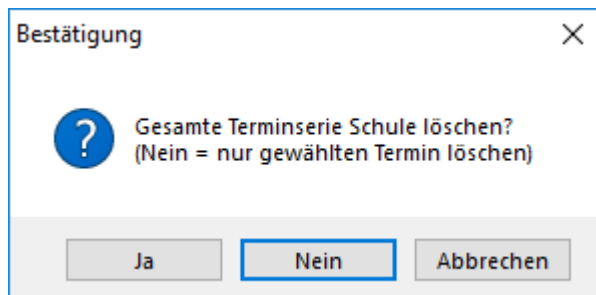 Bestätigung
Gesamte Terminserie Schule löschen?
(Nein = nur gewählten Termin löschen)
Ja
Nein
Abbrechen